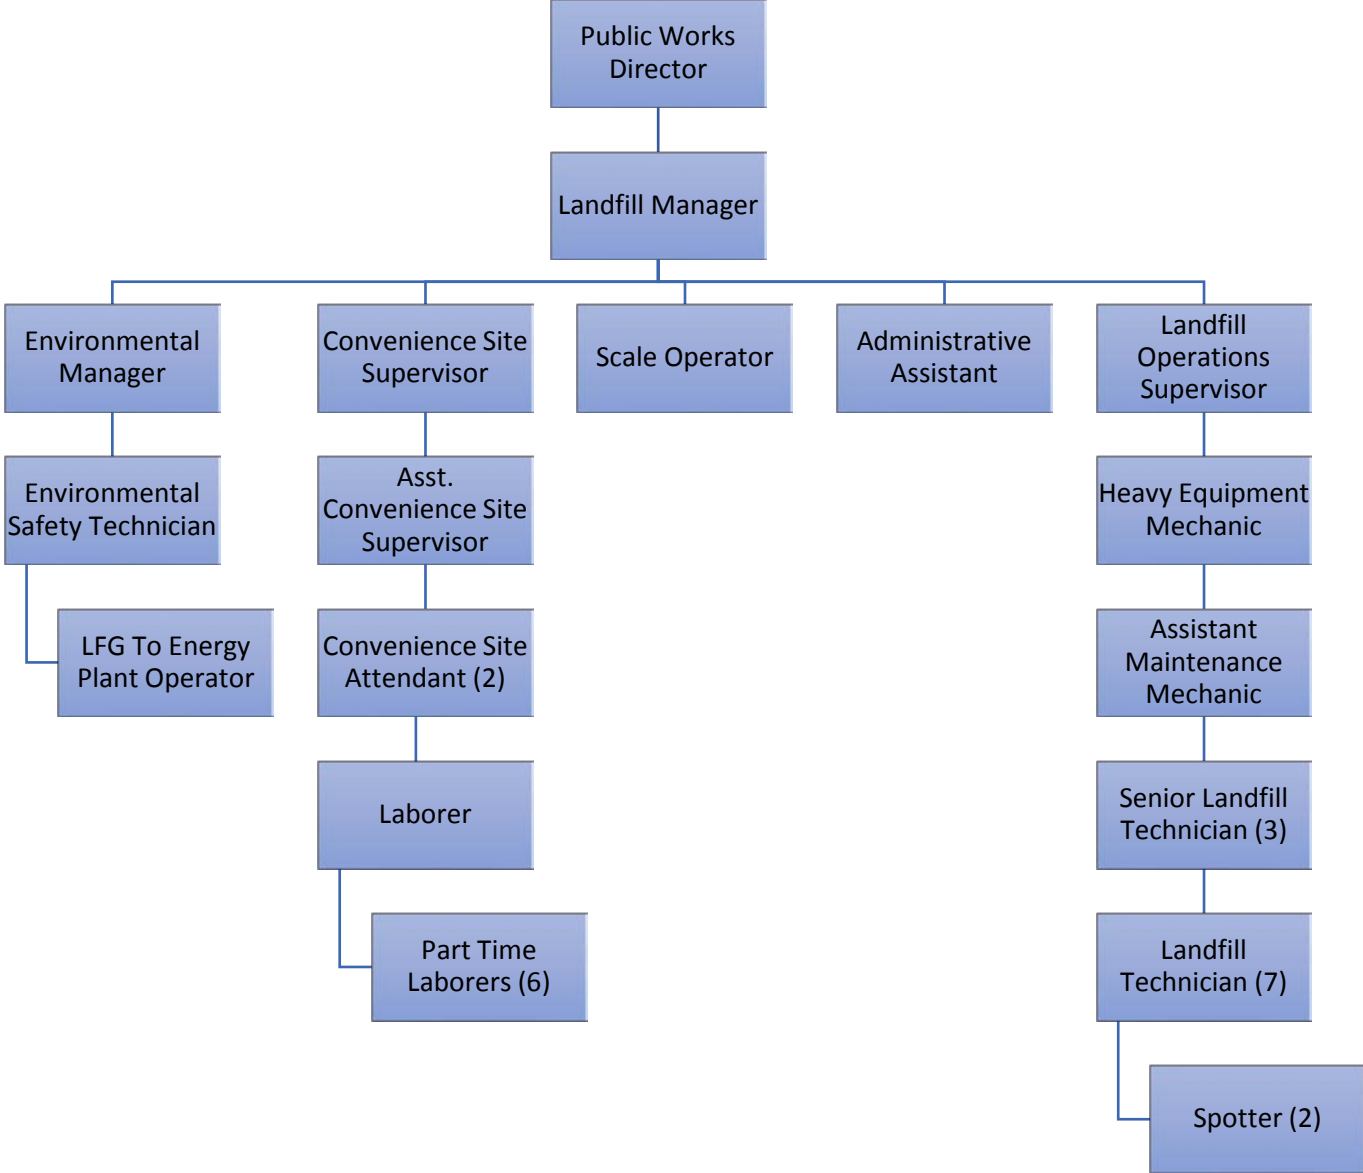 Public Works
Director
Landfill Manager
Environmental
Manager
Convenience Site
Supervisor
Scale Operator
Administrative
Assistant
Landfill
Operations
Supervisor
Environmental
Safety Technician
Asst.
Convenience Site
Supervisor
Heavy Equipment
Mechanic
LFG To Energy
Plant Operator
Convenience Site
Attendant (2)
Assistant
Maintenance
Mechanic
Laborer
Senior Landfill
Technician (3)
Part Time
Laborers (6)
Landfill
Technician (7)
Spotter (2)